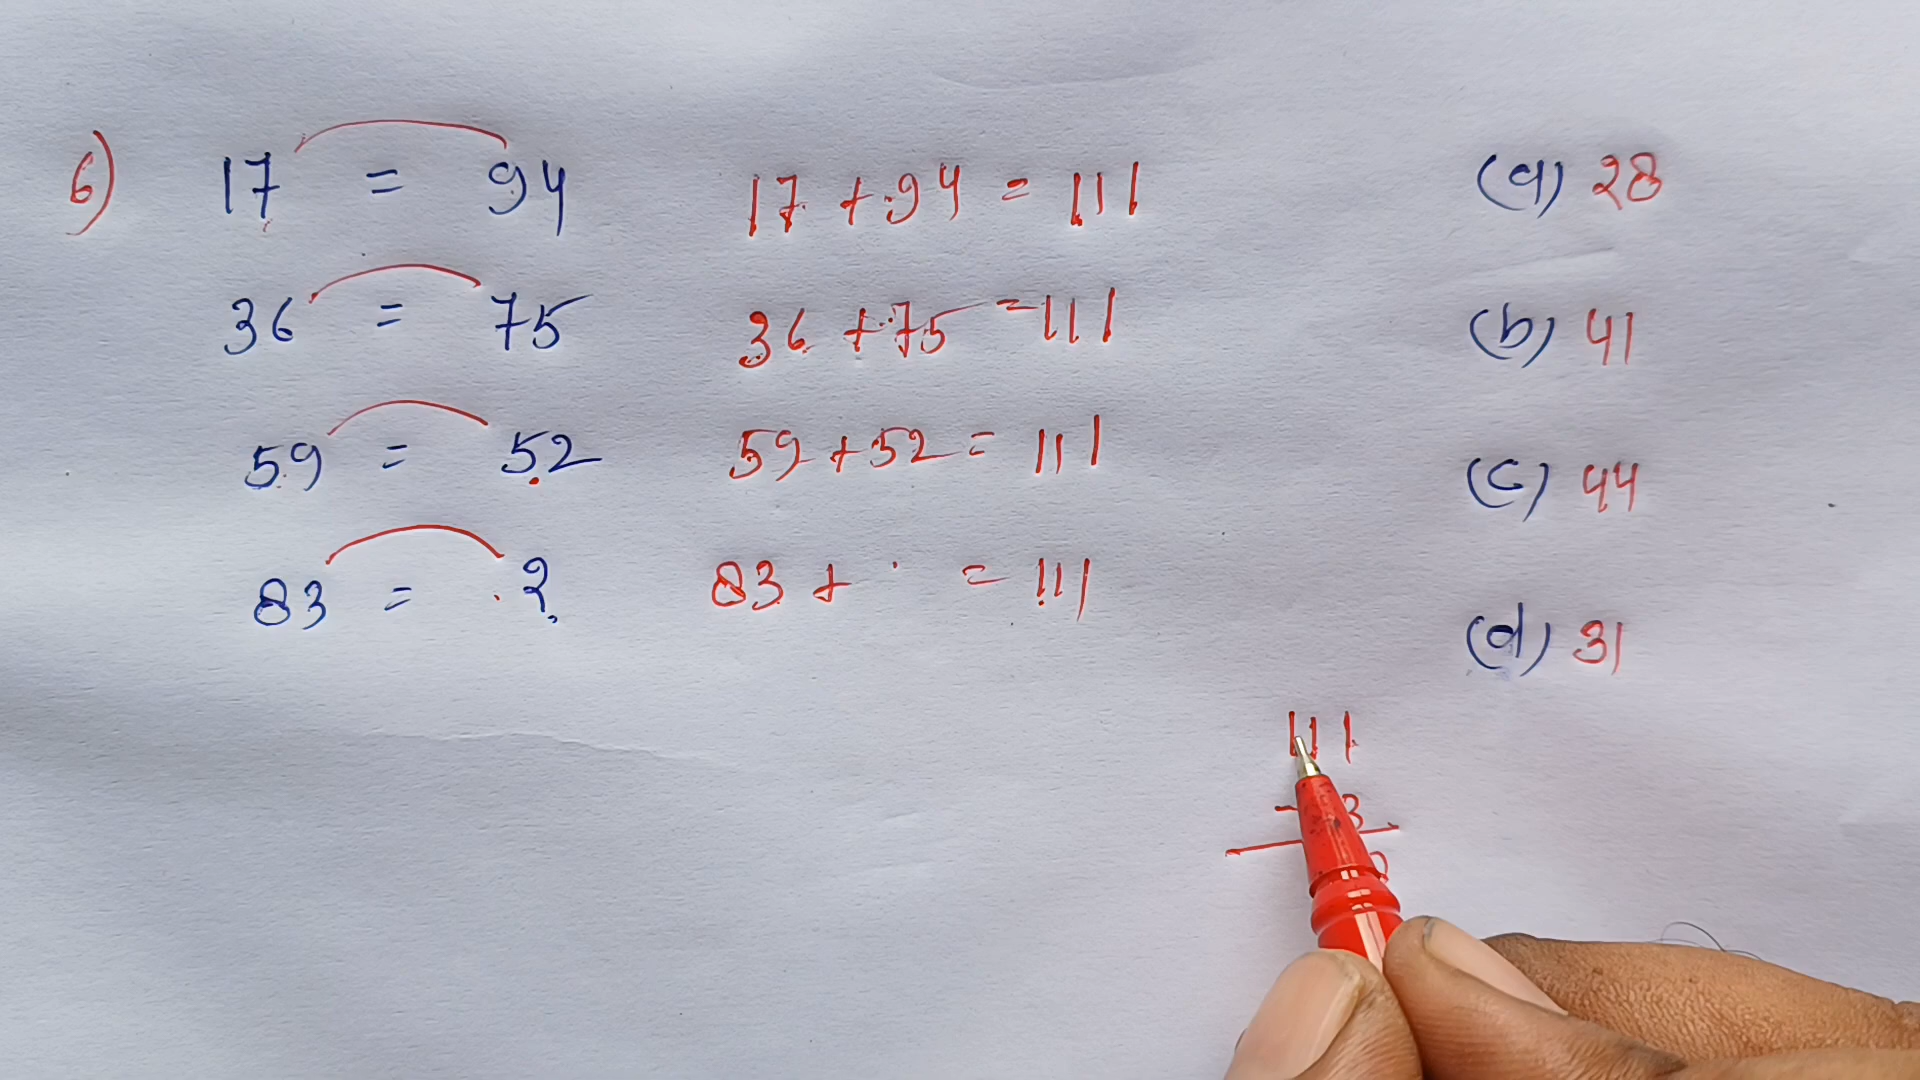 6) 17 = 94 17 + 94 = 111 (a) 28
36 = 75 36 + 75 = 111 (b) 41
59 = 52 59 + 52 = 111 (c) 44
83 = ? 83 + = 111 (d) 31
111
- 3